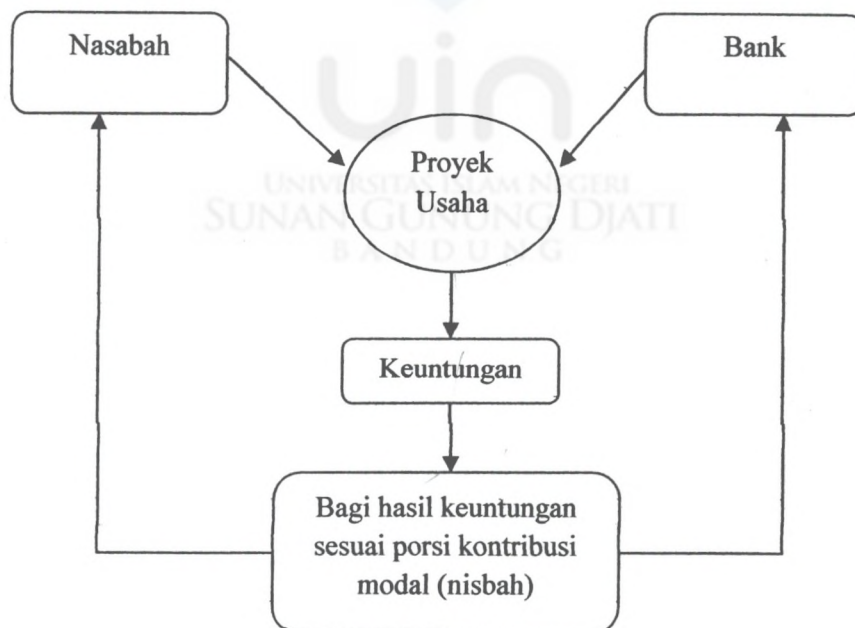 Nasabah
Bank
uin
UNIVERSITAS ISLAM NEGERI
SUNAN GUNUNG DJATI
BANDUNG
Proyek
Usaha
Keuntungan
Bagi hasil keuntungan
sesuai porsi kontribusi
modal (nisbah)